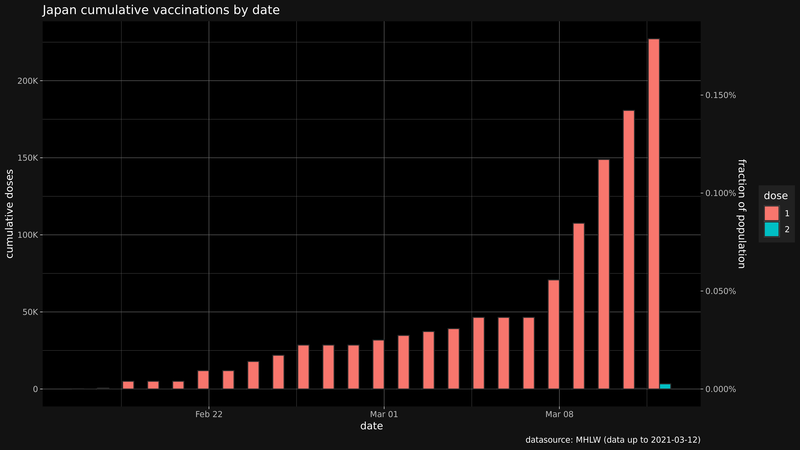 Japan cumulative vaccinations by date
200K
150K
100K
50K
0
cumulative doses
0.150%
0.100%
0.050%
0.000%
fraction of population
dose
1
2
Feb 22
Mar 01
Mar 08
date
datasource: MHLW (data up to 2021-03-12)